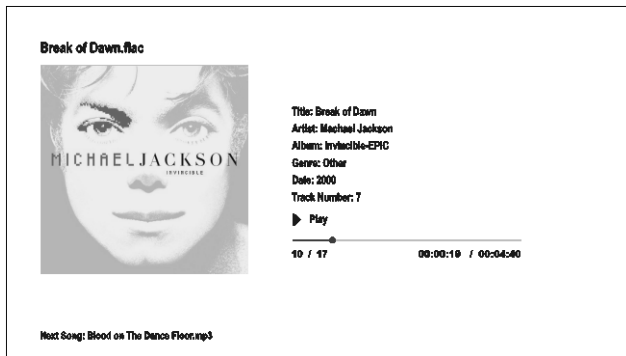 Break of Dawn.flac
MICHAELJACKSON
INVINCIBLE
Title: Break of Dawn
Artist: Machael Jackson
Album: Invincible-EPIC
Genre: Other
Date: 2000
Track Number: 7
Play
10 / 17 00:00:19 / 00:04:40
Next Song: Blood on The Dance Floor.mp3